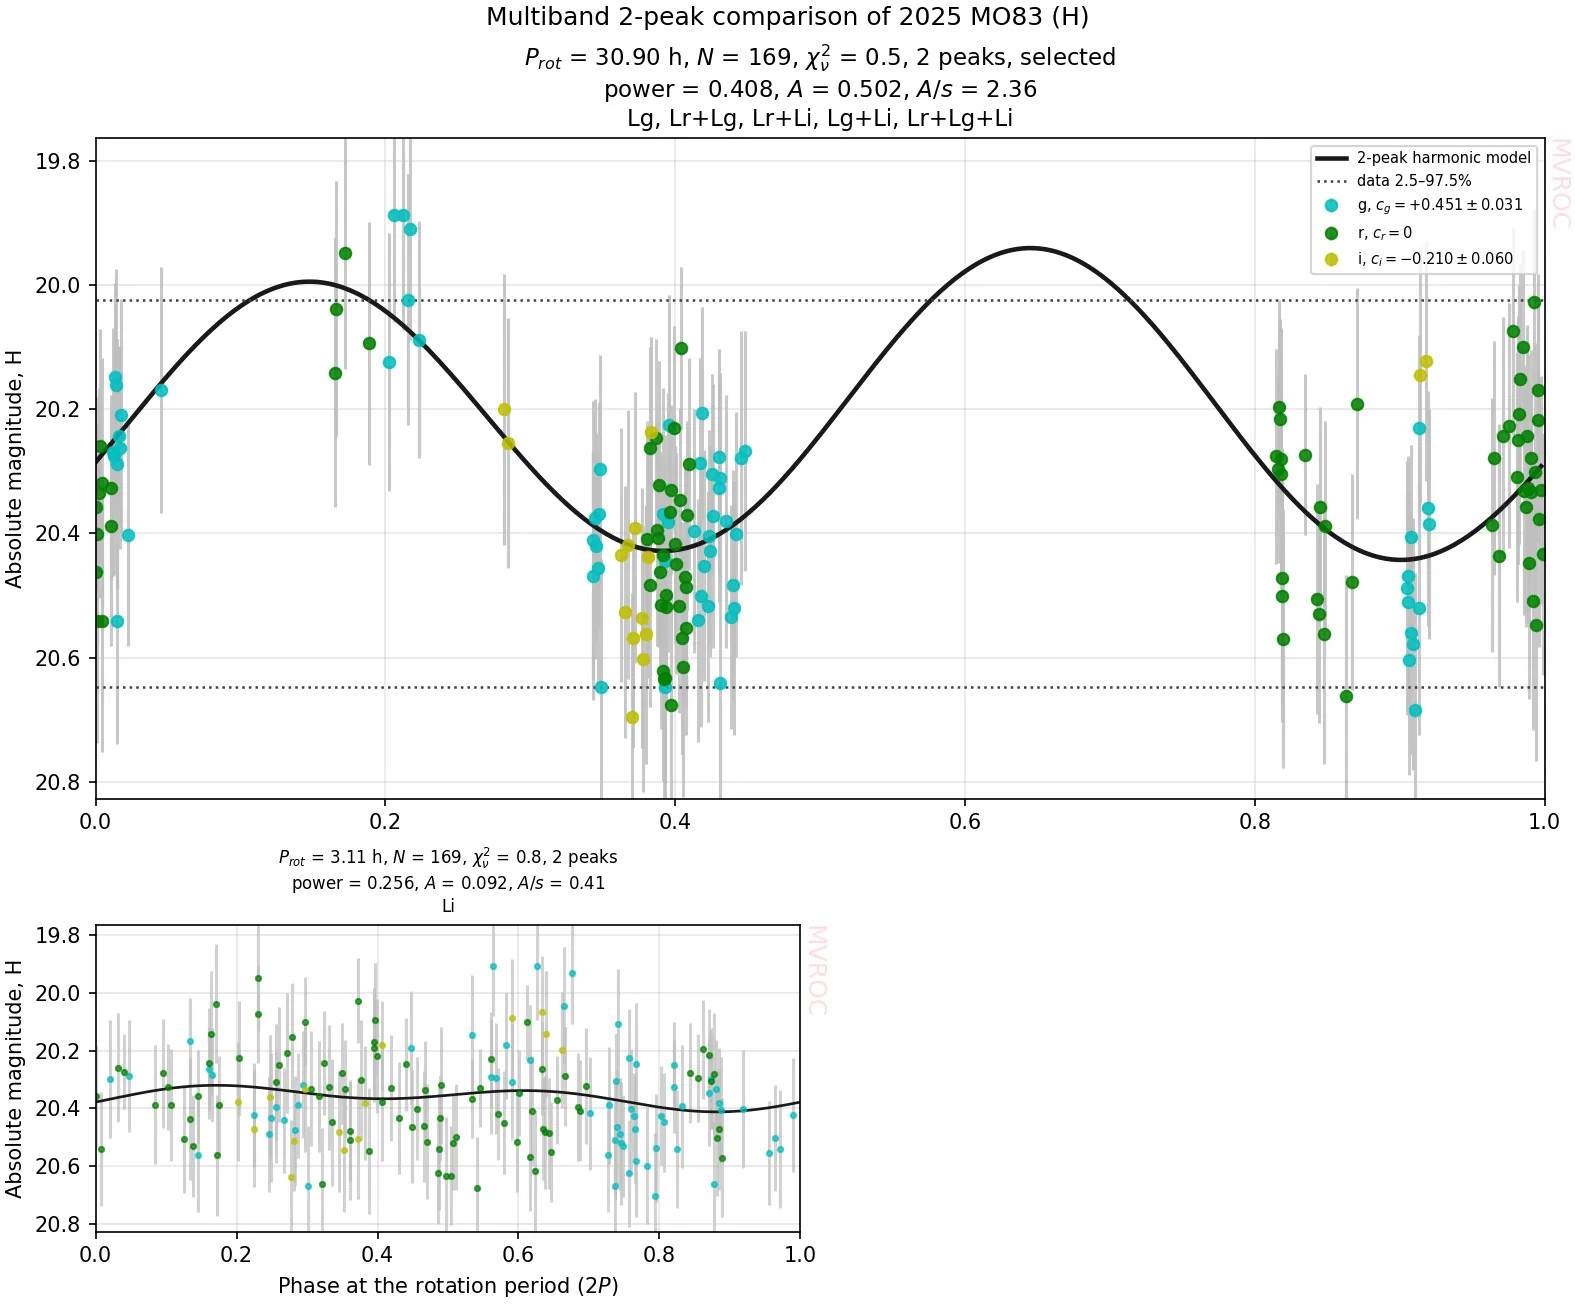 Multiband 2-peak comparison of 2025 MO83 (H)
P_rot = 30.90 h, N = 169, χ²_ν = 0.5, 2 peaks, selected
power = 0.408, A = 0.502, A/s = 2.36
Lg, Lr+Lg, Lr+Li, Lg+Li, Lr+Lg+Li
2-peak harmonic model
data 2.5–97.5%
g, c_g = +0.451 ± 0.031
r, c_r = 0
i, c_i = −0.210 ± 0.060
MVROC
Absolute magnitude, H
19.8
20.0
20.2
20.4
20.6
20.8
0.0 0.2 0.4 0.6 0.8 1.0
P_rot = 3.11 h, N = 169, χ²_ν = 0.8, 2 peaks
power = 0.256, A = 0.092, A/s = 0.41
Li
MVROC
Absolute magnitude, H
19.8
20.0
20.2
20.4
20.6
20.8
0.0 0.2 0.4 0.6 0.8 1.0
Phase at the rotation period (2P)